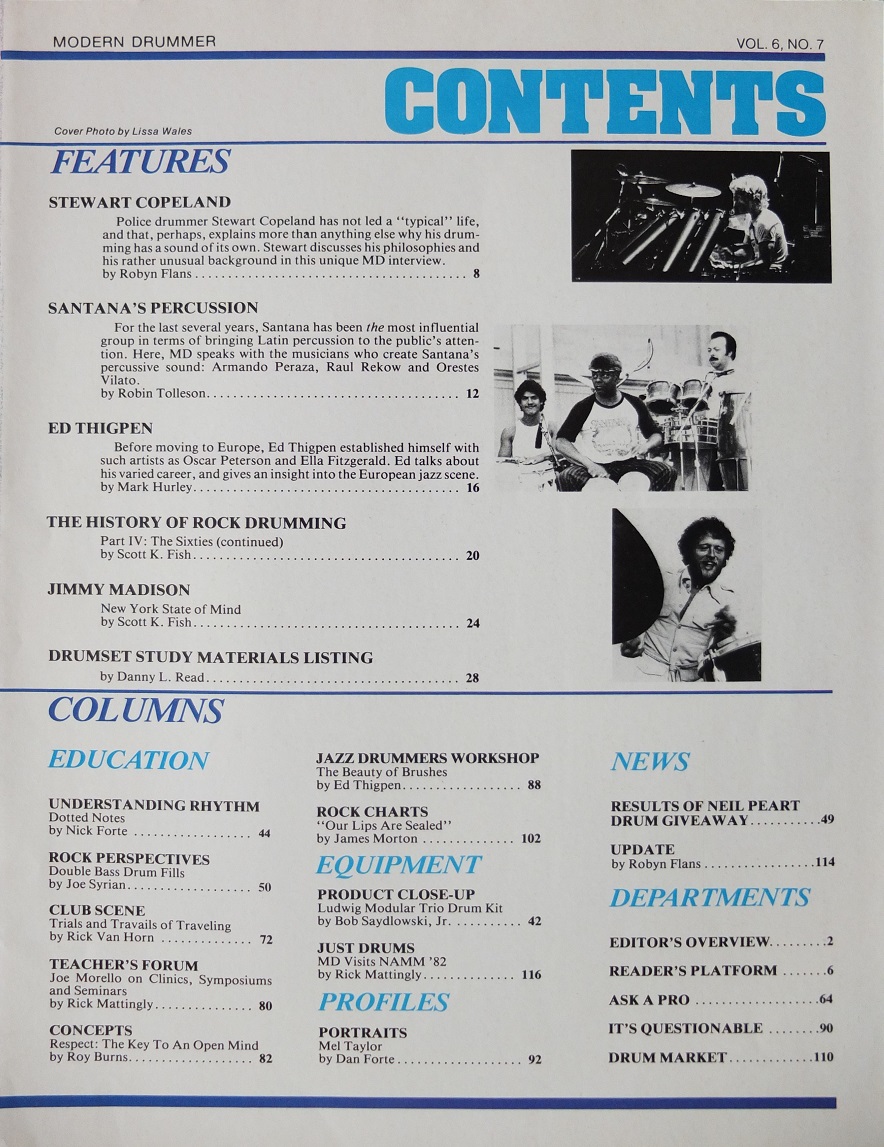 MODERN DRUMMER
VOL. 6, NO. 7
CONTENTS
Cover Photo by Lissa Wales
FEATURES
STEWART COPELAND
Police drummer Stewart Copeland has not led a “typical” life,
and that, perhaps, explains more than anything else why his drum-
ming has a sound of its own. Stewart discusses his philosophies and
his rather unusual background in this unique MD interview.
by Robyn Flans . . . . . . . . . . . . . . . . . . . . . . . . . . . . . . . . . . . . . . 8
SANTANA’S PERCUSSION
For the last several years, Santana has been the most influential
group in terms of bringing Latin percussion to the public’s atten-
tion. Here, MD speaks with the musicians who create Santana’s
percussive sound: Armando Peraza, Raul Rekow and Orestes
Vilato.
by Robin Tolleson. . . . . . . . . . . . . . . . . . . . . . . . . . . . . . . . . . . 12
ED THIGPEN
Before moving to Europe, Ed Thigpen established himself with
such artists as Oscar Peterson and Ella Fitzgerald. Ed talks about
his varied career, and gives an insight into the European jazz scene.
by Mark Hurley. . . . . . . . . . . . . . . . . . . . . . . . . . . . . . . . . . . . . 16
THE HISTORY OF ROCK DRUMMING
Part IV: The Sixties (continued)
by Scott K. Fish. . . . . . . . . . . . . . . . . . . . . . . . . . . . . . . . . . . . . 20
JIMMY MADISON
New York State of Mind
by Scott K. Fish. . . . . . . . . . . . . . . . . . . . . . . . . . . . . . . . . . . . . 24
DRUMSET STUDY MATERIALS LISTING
by Danny L. Read. . . . . . . . . . . . . . . . . . . . . . . . . . . . . . . . . . . 28
COLUMNS
EDUCATION
UNDERSTANDING RHYTHM
Dotted Notes
by Nick Forte . . . . . . . . . . . . . . . . . 44
ROCK PERSPECTIVES
Double Bass Drum Fills
by Joe Syrian. . . . . . . . . . . . . . . . . . 50
CLUB SCENE
Trials and Travails of Traveling
by Rick Van Horn . . . . . . . . . . . . . 72
TEACHER’S FORUM
Joe Morello on Clinics, Symposiums
and Seminars
by Rick Mattingly. . . . . . . . . . . . . . 80
CONCEPTS
Respect: The Key To An Open Mind
by Roy Burns. . . . . . . . . . . . . . . . . . 82
JAZZ DRUMMERS WORKSHOP
The Beauty of Brushes
by Ed Thigpen. . . . . . . . . . . . . . . . . 88
ROCK CHARTS
“Our Lips Are Sealed”
by James Morton . . . . . . . . . . . . . 102
EQUIPMENT
PRODUCT CLOSE-UP
Ludwig Modular Trio Drum Kit
by Bob Saydlowski, Jr. . . . . . . . . . 42
JUST DRUMS
MD Visits NAMM ’82
by Rick Mattingly. . . . . . . . . . . . . 116
PROFILES
PORTRAITS
Mel Taylor
by Dan Forte. . . . . . . . . . . . . . . . . . 92
NEWS
RESULTS OF NEIL PEART
DRUM GIVEAWAY. . . . . . . . . .49
UPDATE
by Robyn Flans . . . . . . . . . . . . . . . .114
DEPARTMENTS
EDITOR’S OVERVIEW. . . . . . . . .2
READER’S PLATFORM . . . . . . .6
ASK A PRO . . . . . . . . . . . . . . . . . .64
IT’S QUESTIONABLE . . . . . . . .90
DRUM MARKET. . . . . . . . . . . .110